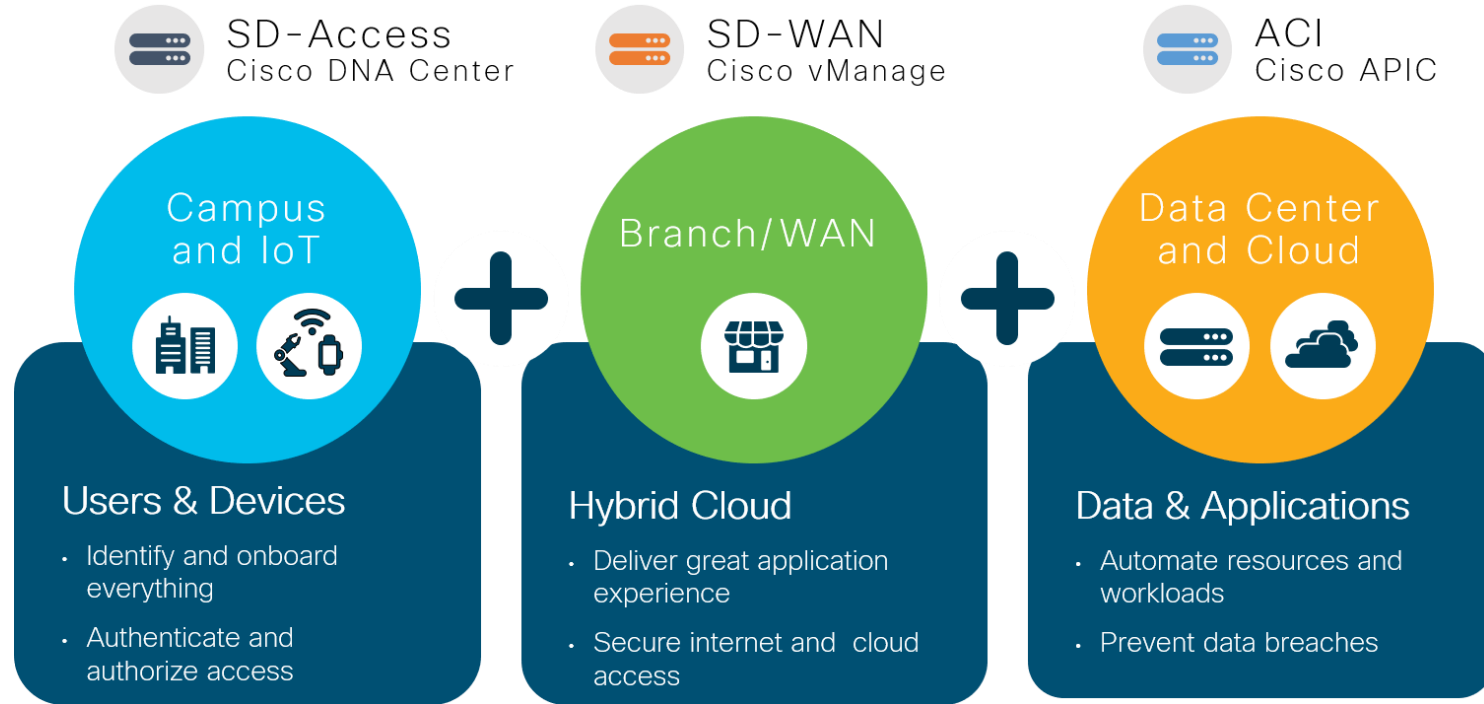 SD-Access
Cisco DNA Center
SD-WAN
Cisco vManage
ACI
Cisco APIC
Campus
and IoT
Branch/WAN
Data Center
and Cloud
Users & Devices
• Identify and onboard
everything
• Authenticate and
authorize access
Hybrid Cloud
• Deliver great application
experience
• Secure internet and cloud
access
Data & Applications
• Automate resources and
workloads
• Prevent data breaches